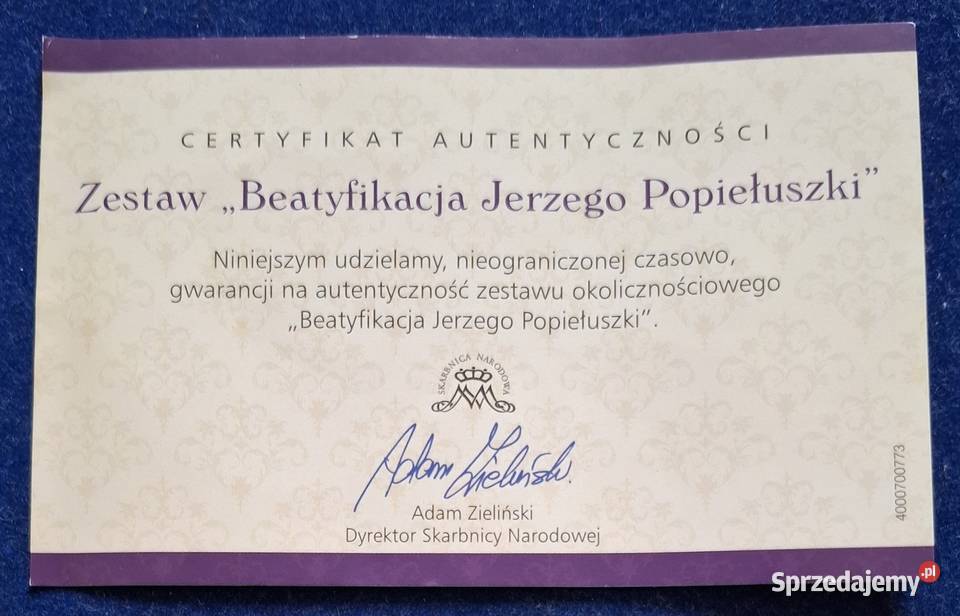 CERTYFIKAT AUTENTYCZNOŚCI
Zestaw „Beatyfikacja Jerzego Popiełuszki”
Niniejszym udzielamy, nieograniczonej czasowo,
gwarancji na autentyczność zestawu okolicznościowego
„Beatyfikacja Jerzego Popiełuszki”.
SKARBNICA NARODOWA
Adam Zieliński
Adam Zieliński
Dyrektor Skarbnicy Narodowej
4000700773
Sprzedajemy.pl